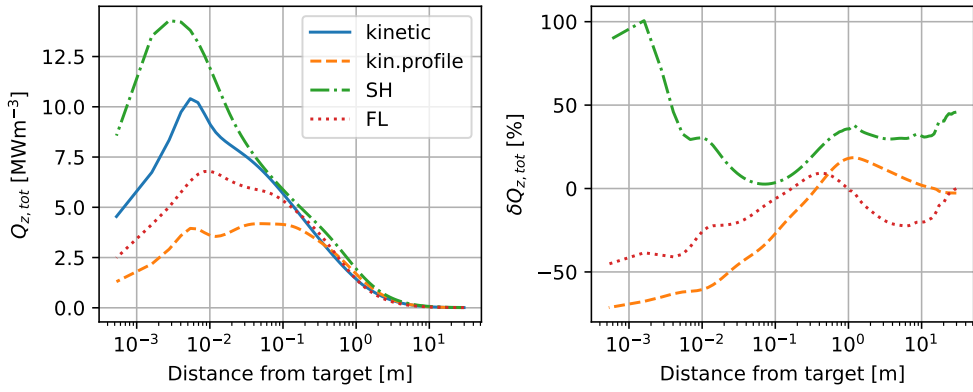 Q_{z,tot} [MWm^{-3}]
12.5
10.0
7.5
5.0
2.5
0.0
kinetic
kin.profile
SH
FL
10^{-3} 10^{-2} 10^{-1} 10^{0} 10^{1}
Distance from target [m]
δQ_{z,tot} [%]
100
50
0
−50
10^{-3} 10^{-2} 10^{-1} 10^{0} 10^{1}
Distance from target [m]